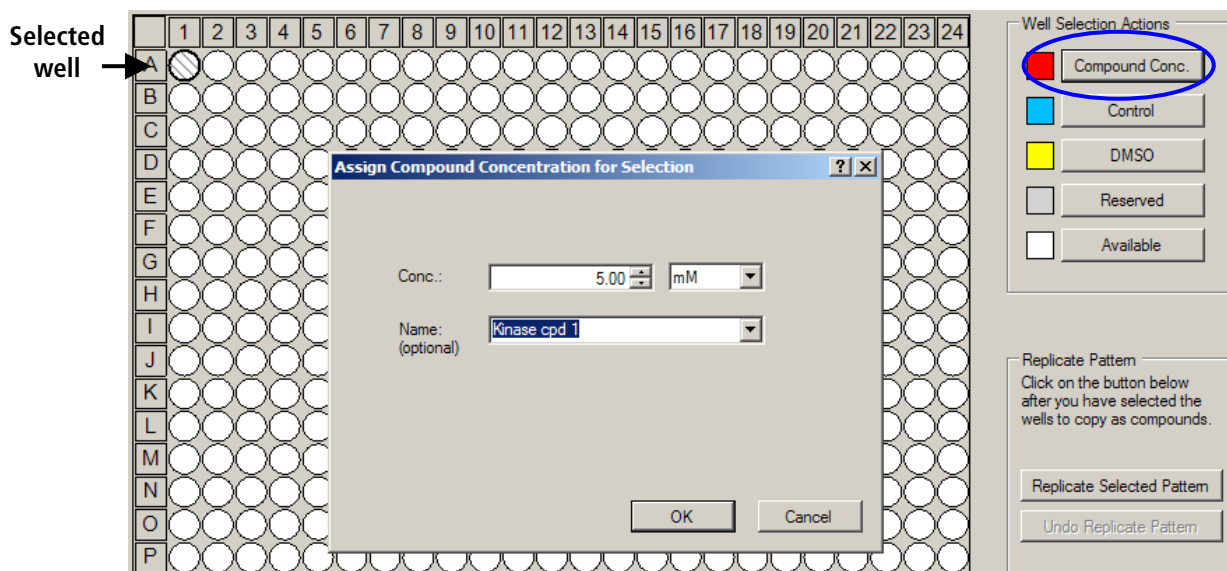 Selected
well
1 2 3 4 5 6 7 8 9 10 11 12 13 14 15 16 17 18 19 20 21 22 23 24
A
B
C
D
E
F
G
H
I
J
K
L
M
N
O
P
Assign Compound Concentration for Selection
Conc.: 5.00 mM
Name: Kinase cpd 1
(optional)
OK Cancel
Well Selection Actions
Compound Conc.
Control
DMSO
Reserved
Available
Replicate Pattern
Click on the button below
after you have selected the
wells to copy as compounds.
Replicate Selected Pattern
Undo Replicate Pattern